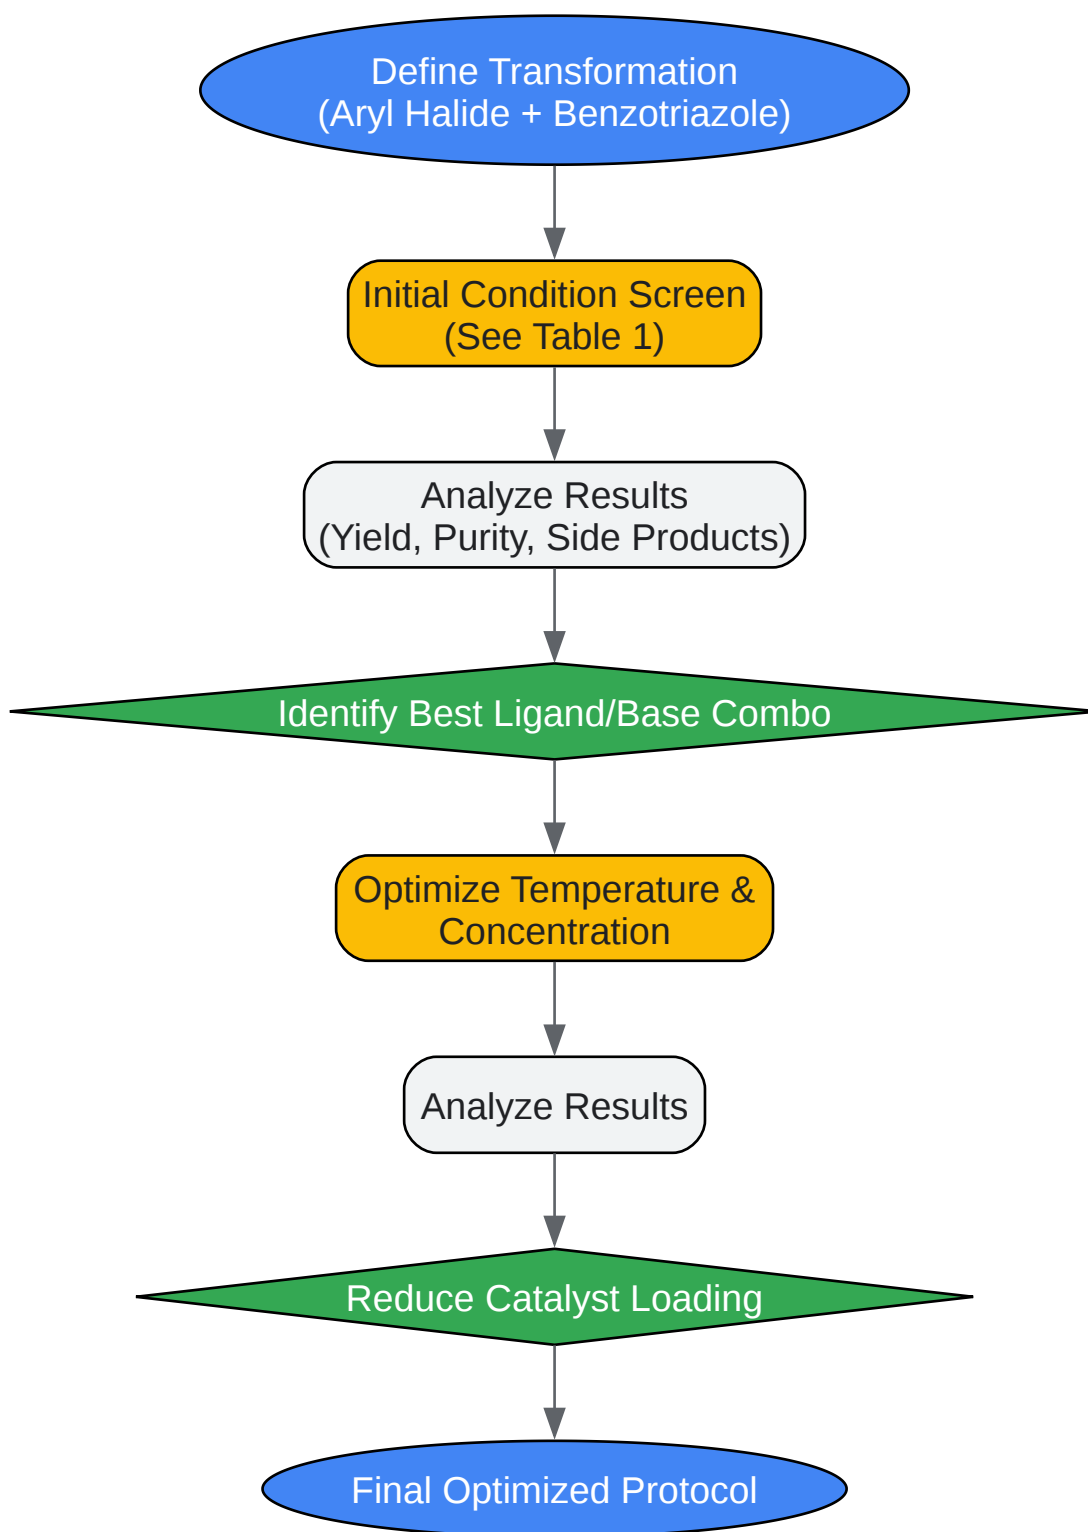 Define Transformation
(Aryl Halide + Benzotriazole)
Initial Condition Screen
(See Table 1)
Analyze Results
(Yield, Purity, Side Products)
Identify Best Ligand/Base Combo
Optimize Temperature &
Concentration
Analyze Results
Reduce Catalyst Loading
Final Optimized Protocol